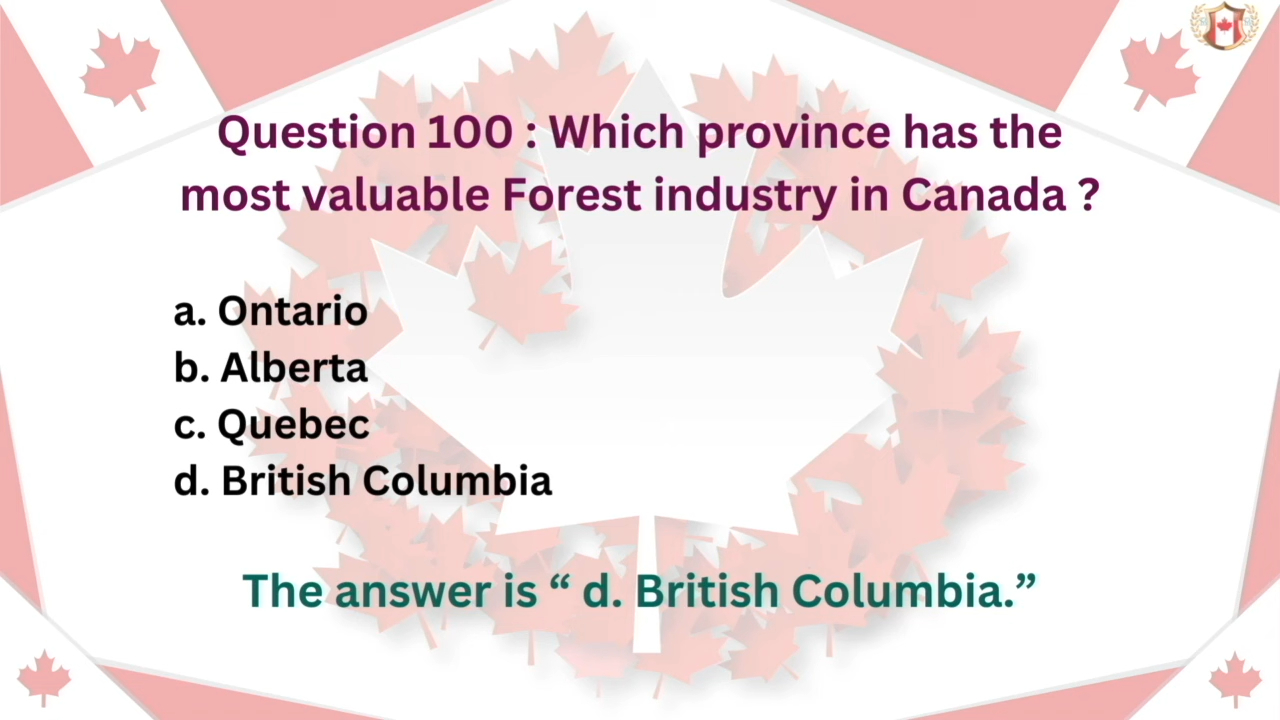 Question 100 : Which province has the
most valuable Forest industry in Canada ?
a. Ontario
b. Alberta
c. Quebec
d. British Columbia
The answer is “ d. British Columbia.”